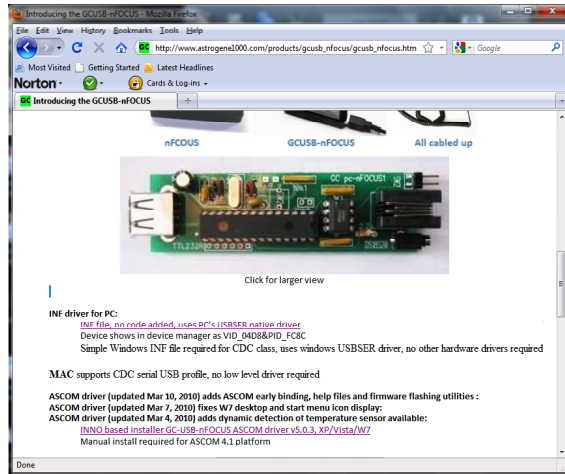 Introducing the GCUSB-nFOCUS - Mozilla Firefox
File Edit View History Bookmarks Tools Help
GC http://www.astrogene1000.com/products/gcusb_nfocus/gcusb_nfocus.htm Google
Most Visited Getting Started Latest Headlines
Norton Cards & Log-ins
GC Introducing the GCUSB-nFOCUS
nFCOUS GCUSB-nFOCUS All cabled up
GC pc-nFOCUS1
TTL232R
DS0520
Click for larger view
INF driver for PC:
INF file, no code added, uses PC's USBSER native driver
Device shows in device manager as VID_04D8&PID_FC8C
Simple Windows INF file required for CDC class, uses windows USBSER driver, no other hardware drivers required
MAC supports CDC serial USB profile, no low level driver required
ASCOM driver (updated Mar 10, 2010) adds ASCOM early binding, help files and firmware flashing utilities :
ASCOM driver (updated Mar 7, 2010) fixes W7 desktop and start menu icon display:
ASCOM driver (updated Mar 4, 2010) adds dynamic detection of temperature sensor available:
INNO based installer GC-USB-nFOCUS ASCOM driver v5.0.3, XP/Vista/W7
Manual install required for ASCOM 4.1 platform
Done